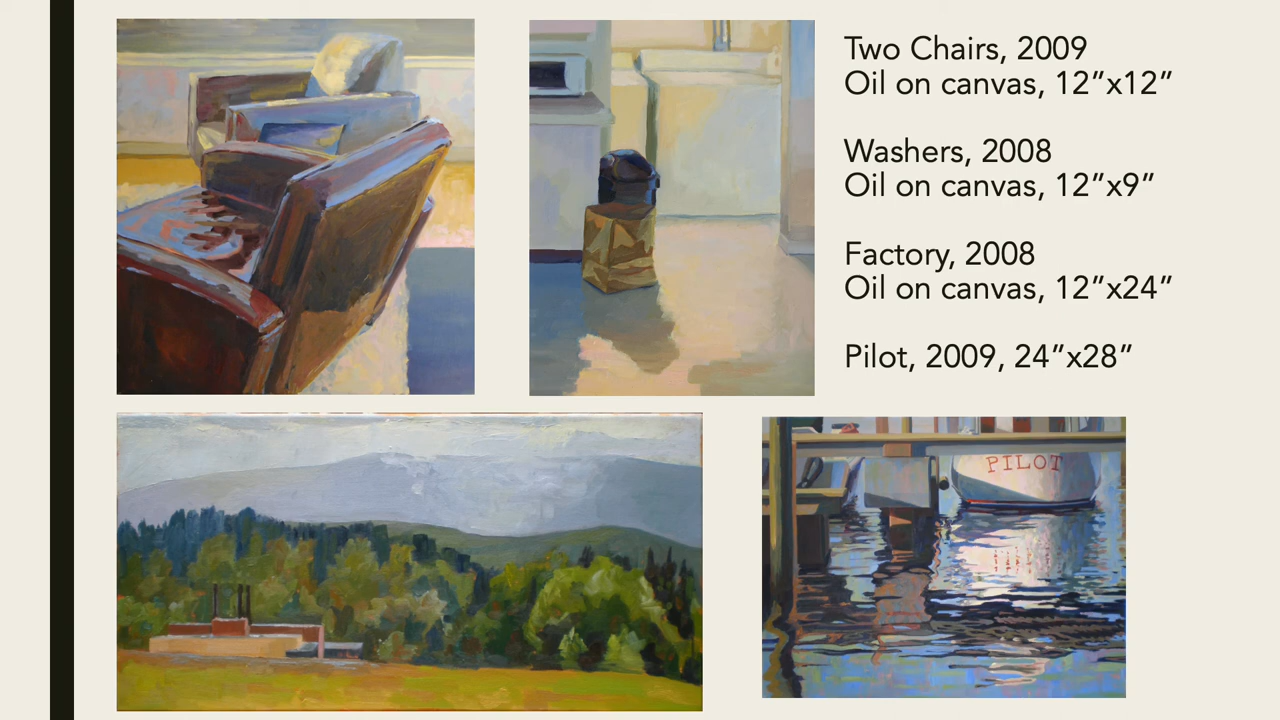 Two Chairs, 2009
Oil on canvas, 12”x12”
Washers, 2008
Oil on canvas, 12”x9”
Factory, 2008
Oil on canvas, 12”x24”
Pilot, 2009, 24”x28”
PILOT